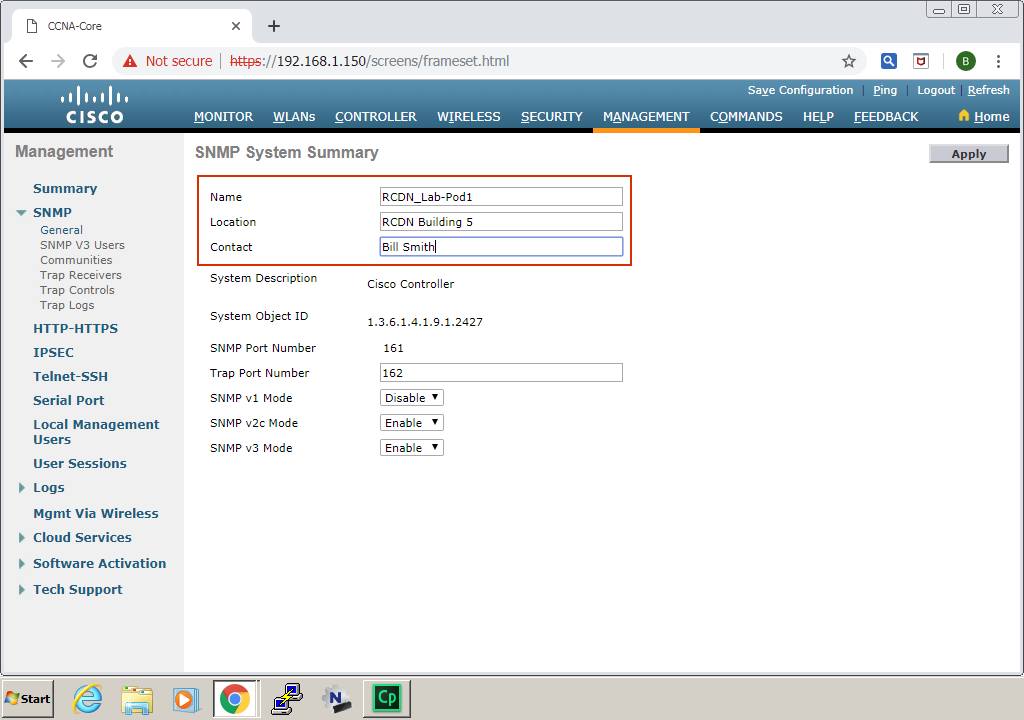 CCNA-Core
Not secure https://192.168.1.150/screens/frameset.html
B
Save Configuration Ping Logout Refresh
CISCO
MONITOR WLANs CONTROLLER WIRELESS SECURITY MANAGEMENT COMMANDS HELP FEEDBACK Home
Management
Summary
SNMP
General
SNMP V3 Users
Communities
Trap Receivers
Trap Controls
Trap Logs
HTTP-HTTPS
IPSEC
Telnet-SSH
Serial Port
Local Management
Users
User Sessions
Logs
Mgmt Via Wireless
Cloud Services
Software Activation
Tech Support
SNMP System Summary
Apply
Name RCDN_Lab-Pod1
Location RCDN Building 5
Contact Bill Smith
System Description Cisco Controller
System Object ID 1.3.6.1.4.1.9.1.2427
SNMP Port Number 161
Trap Port Number 162
SNMP v1 Mode Disable
SNMP v2c Mode Enable
SNMP v3 Mode Enable
Start
N
Cp